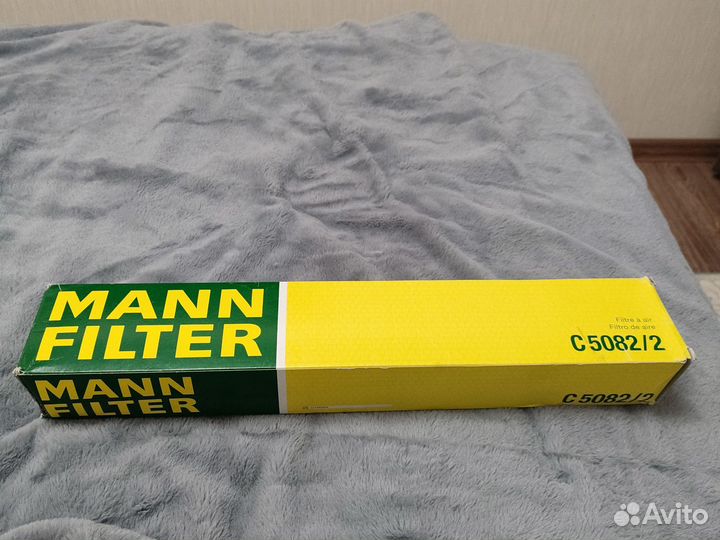 MANN
FILTER
Filtre à air
Filtro de aire
C 5082/2
MANN
FILTER
C 5082/2
Avito